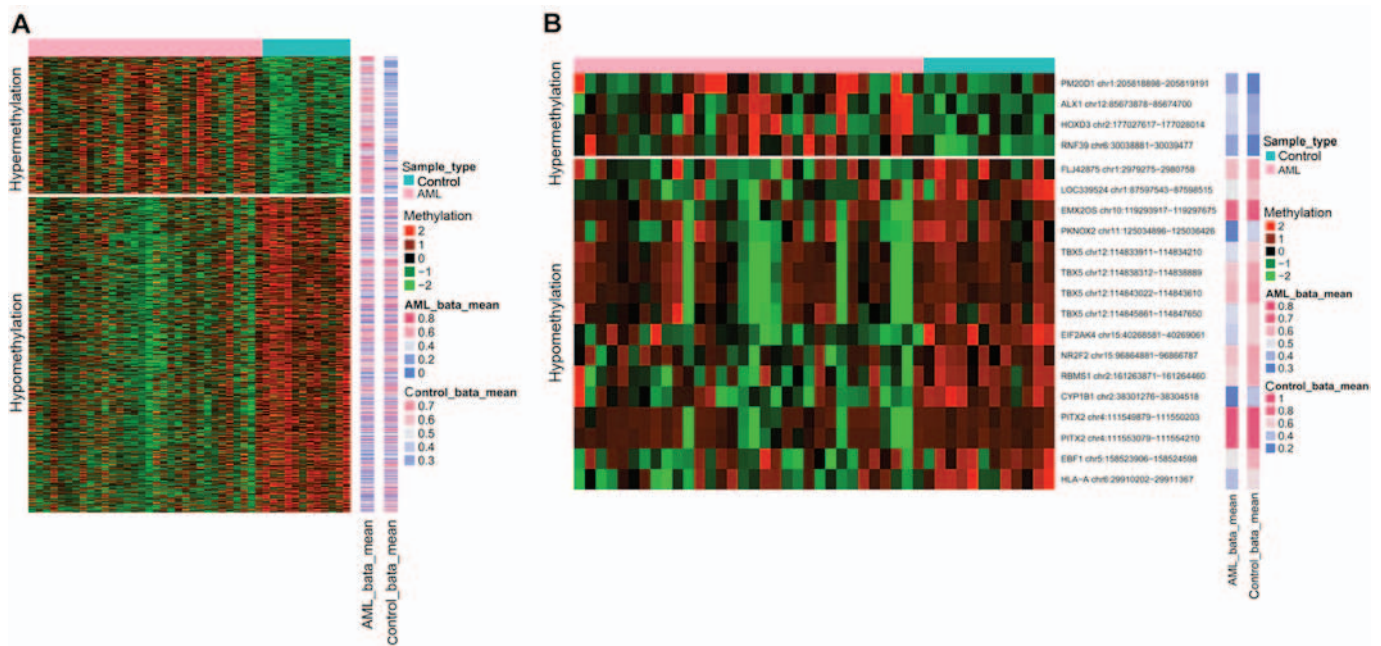 A
Hypermethylation
Hypomethylation
AML_bata_mean
Control_bata_mean
Sample_type
Control
AML
Methylation
2
1
0
−1
−2
AML_bata_mean
0.8
0.6
0.4
0.2
0
Control_bata_mean
0.7
0.6
0.5
0.4
0.3
B
Hypermethylation
Hypomethylation
PM20D1 chr1:205818898−205819191
ALX1 chr12:85673878−85674700
HOXD3 chr2:177027617−177028014
RNF39 chr6:30038881−30039477
FLJ42875 chr1:2979275−2980758
LOC339524 chr1:87597543−87598515
EMX2OS chr10:119293917−119297675
PKNOX2 chr11:125034896−125036426
TBX5 chr12:114833911−114834210
TBX5 chr12:114838312−114838889
TBX5 chr12:114843022−114843610
TBX5 chr12:114845861−114847650
EIF2AK4 chr15:40268581−40269061
NR2F2 chr15:96864881−96866787
RBMS1 chr2:161263871−161264460
CYP1B1 chr2:38301276−38304518
PITX2 chr4:111549879−111550203
PITX2 chr4:111553079−111554210
EBF1 chr5:158523906−158524598
HLA−A chr6:29910202−29911367
AML_bata_mean
Control_bata_mean
Sample_type
Control
AML
Methylation
2
1
0
−1
−2
AML_bata_mean
0.8
0.7
0.6
0.5
0.4
0.3
Control_bata_mean
1
0.8
0.6
0.4
0.2